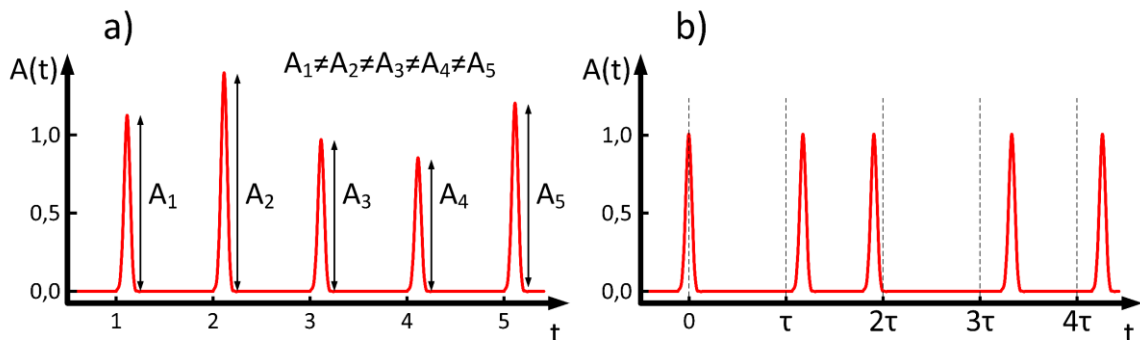 a)
A(t)
A₁≠A₂≠A₃≠A₄≠A₅
1,0
0,5
0,0
A₁
A₂
A₃
A₄
A₅
1 2 3 4 5 t
b)
A(t)
1,0
0,5
0,0
0 τ 2τ 3τ 4τ t